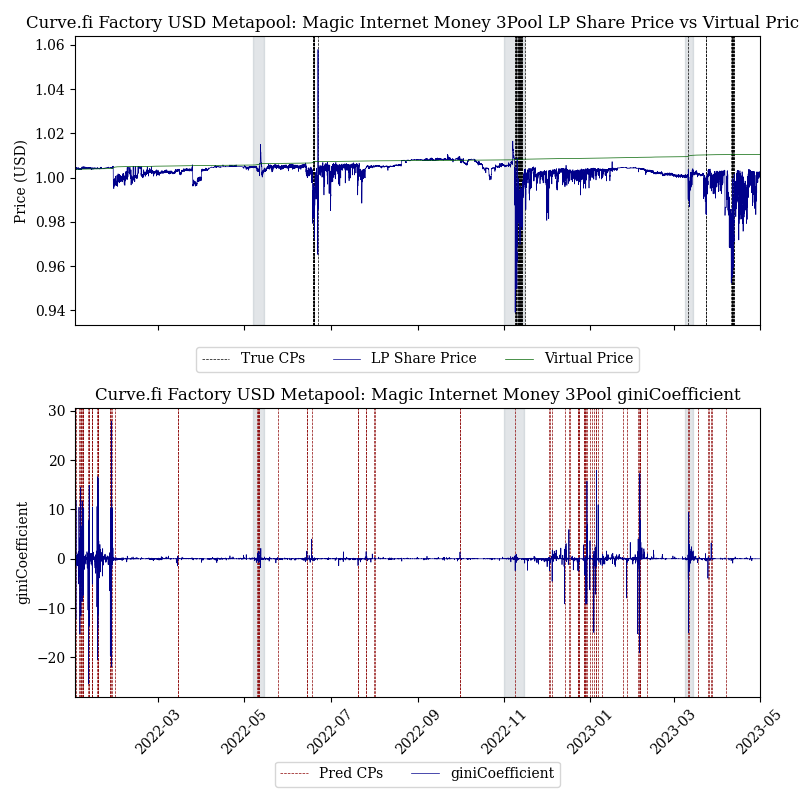 Curve.fi Factory USD Metapool: Magic Internet Money 3Pool LP Share Price vs Virtual Pric
1.06
1.04
1.02
1.00
0.98
0.96
0.94
Price (USD)
True CPs LP Share Price Virtual Price
Curve.fi Factory USD Metapool: Magic Internet Money 3Pool giniCoefficient
30
20
10
0
−10
−20
giniCoefficient
2022-03 2022-05 2022-07 2022-09 2022-11 2023-01 2023-03 2023-05
Pred CPs giniCoefficient